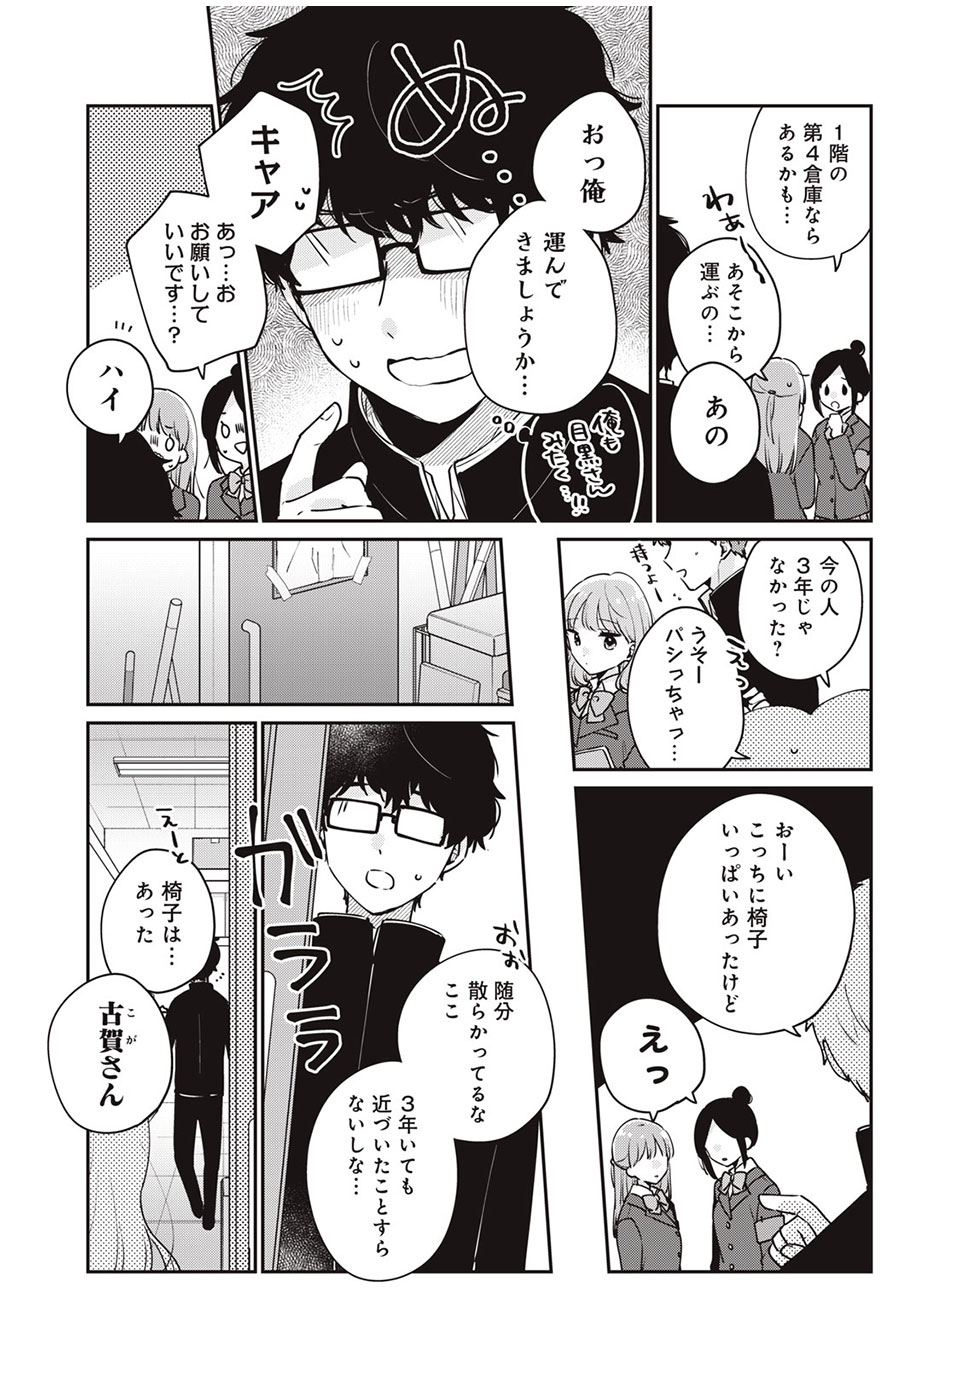 1階の
第4倉庫なら
あるかも…
わぁー
あそこから
運ぶの…
あの
ぬ
おっ俺
運んで
きましょうか…
俺も
目黒さん
みたく…!!
キャア
あっ…お
お願いして
いいです…?
ハイ
今の人
3年じゃ
なかった?
えっ
うそー
パシっちゃっ…
持つよー
おーい
こっちに椅子
いっぱいあったけど
えっ
ガララララ
おぉ
随分
散らかってるな
ここ
3年いても
近づいたことすら
ないしな…
えーと
椅子は…
あった
古賀さん
こが